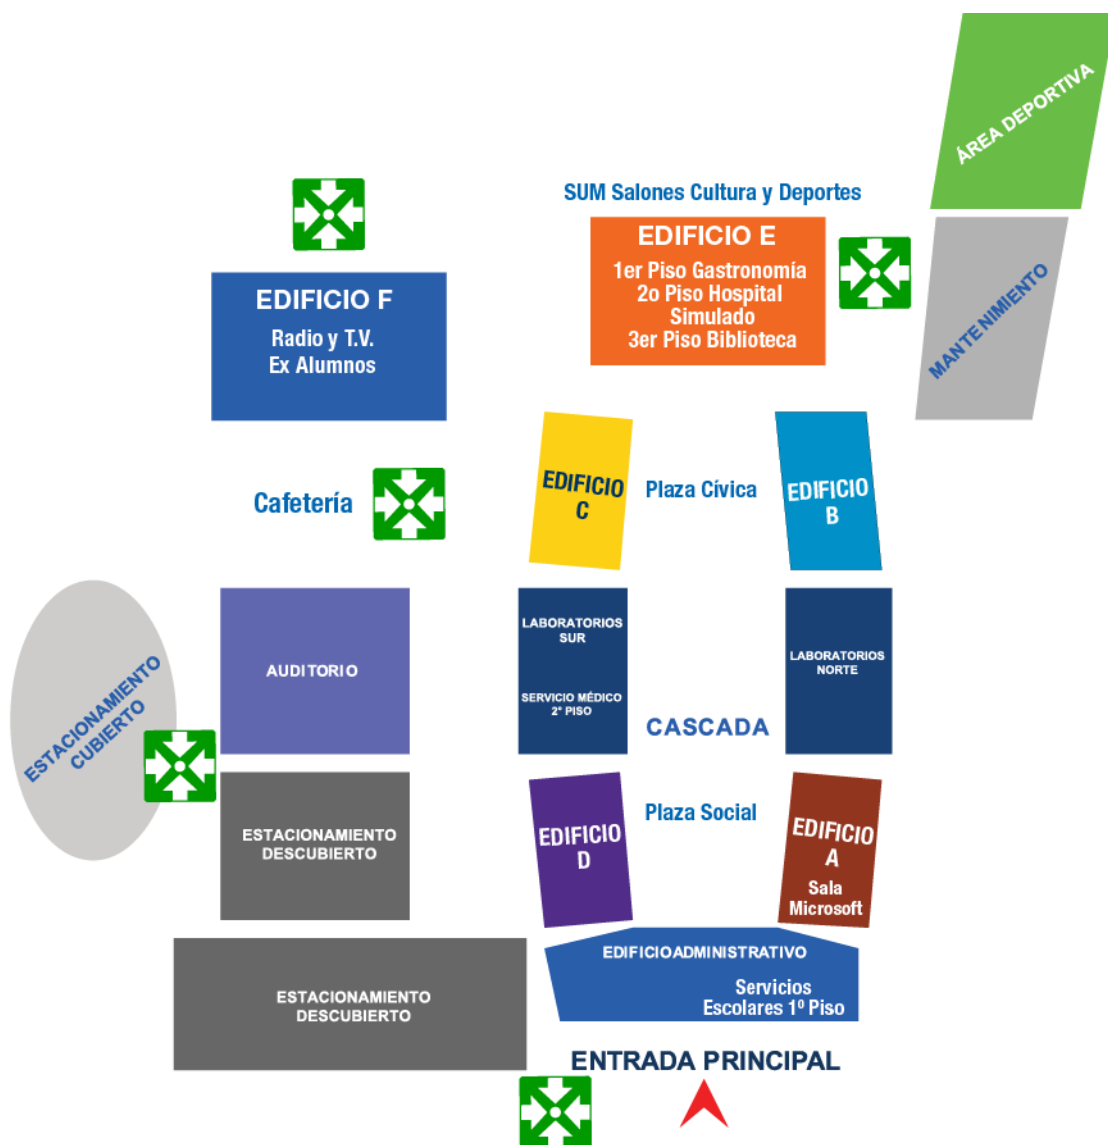 ÁREA DEPORTIVA
SUM Salones Cultura y Deportes
EDIFICIO E
1er Piso Gastronomía
2o Piso Hospital
Simulado
3er Piso Biblioteca
MANTENIMIENTO
EDIFICIO F
Radio y T.V.
Ex Alumnos
EDIFICIO
C
Plaza Cívica
EDIFICIO
B
Cafetería
ESTACIONAMIENTO
CUBIERTO
AUDITORIO
LABORATORIOS
SUR
SERVICIO MÉDICO
2° PISO
LABORATORIOS
NORTE
CASCADA
ESTACIONAMIENTO
DESCUBIERTO
EDIFICIO
D
Plaza Social
EDIFICIO
A
Sala
Microsoft
EDIFICIOADMINISTRATIVO
Servicios
Escolares 1º Piso
ESTACIONAMIENTO
DESCUBIERTO
ENTRADA PRINCIPAL